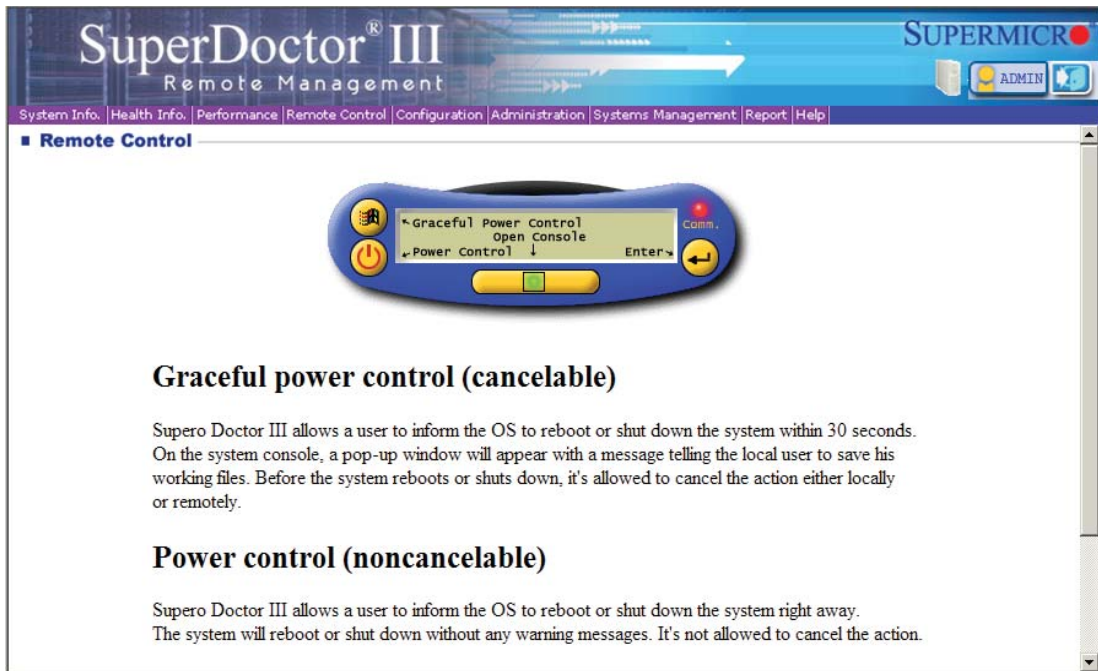 SuperDoctor® III
Remote Management
SUPERMICR
ADMIN
System Info. Health Info. Performance Remote Control Configuration Administration Systems Management Report Help
Remote Control
Graceful Power Control
Open Console
Power Control ↓ Enter
Comm.
Graceful power control (cancelable)
Supero Doctor III allows a user to inform the OS to reboot or shut down the system within 30 seconds.
On the system console, a pop-up window will appear with a message telling the local user to save his
working files. Before the system reboots or shuts down, it's allowed to cancel the action either locally
or remotely.
Power control (noncancelable)
Supero Doctor III allows a user to inform the OS to reboot or shut down the system right away.
The system will reboot or shut down without any warning messages. It's not allowed to cancel the action.